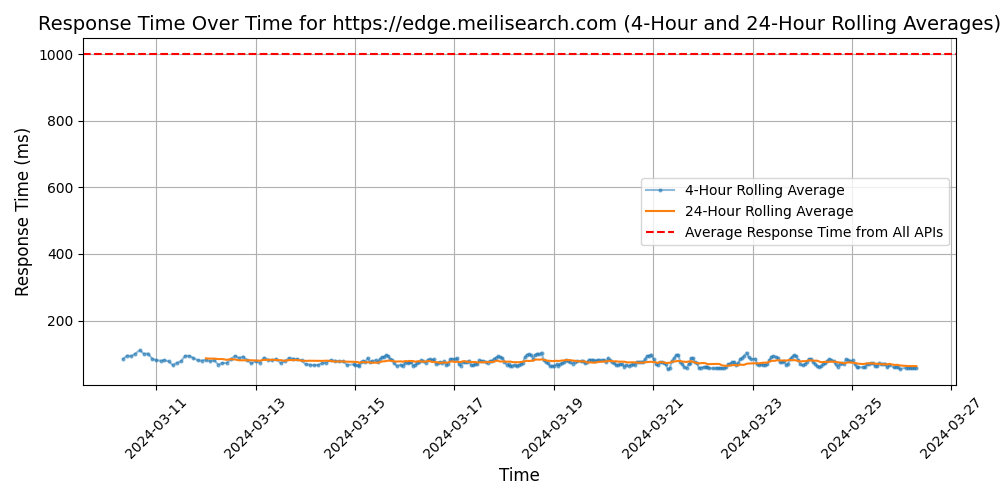 Response Time Over Time for https://edge.meilisearch.com (4-Hour and 24-Hour Rolling Averages)
Response Time (ms)
1000
800
600
400
200
4-Hour Rolling Average
24-Hour Rolling Average
Average Response Time from All APIs
2024-03-11
2024-03-13
2024-03-15
2024-03-17
2024-03-19
2024-03-21
2024-03-23
2024-03-25
2024-03-27
Time